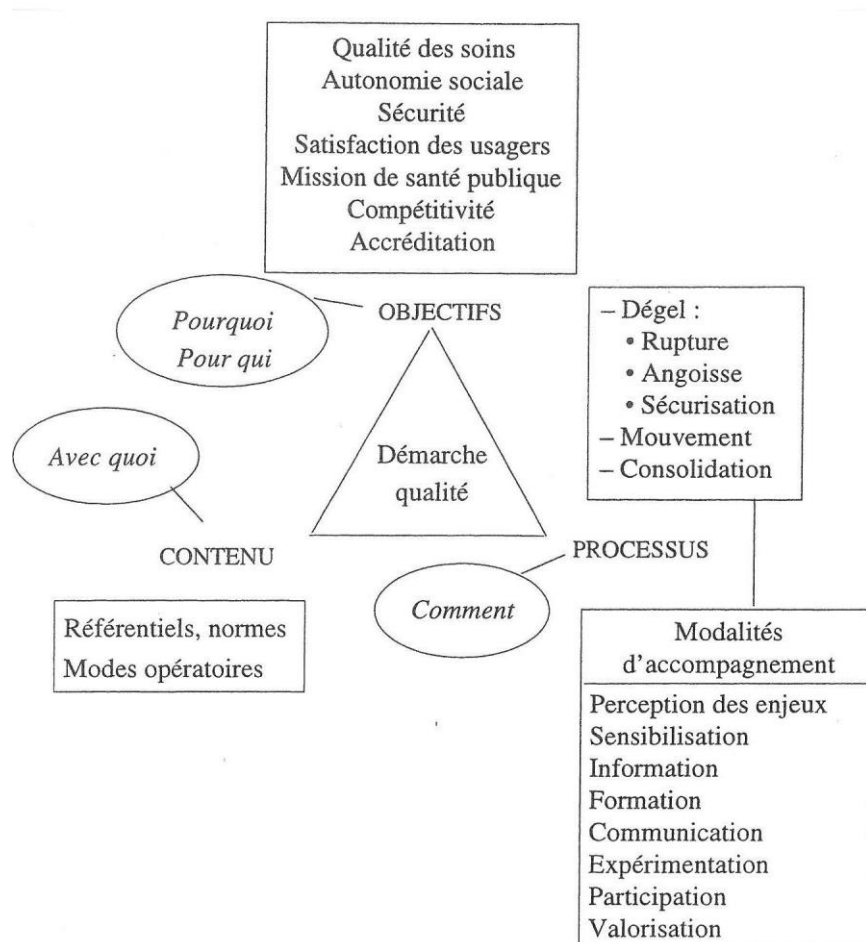 Qualité des soins
Autonomie sociale
Sécurité
Satisfaction des usagers
Mission de santé publique
Compétitivité
Accréditation
Pourquoi
Pour qui
OBJECTIFS
– Dégel :
• Rupture
• Angoisse
• Sécurisation
– Mouvement
– Consolidation
Avec quoi
Démarche
qualité
CONTENU
PROCESSUS
Comment
Référentiels, normes
Modes opératoires
Modalités
d'accompagnement
Perception des enjeux
Sensibilisation
Information
Formation
Communication
Expérimentation
Participation
Valorisation